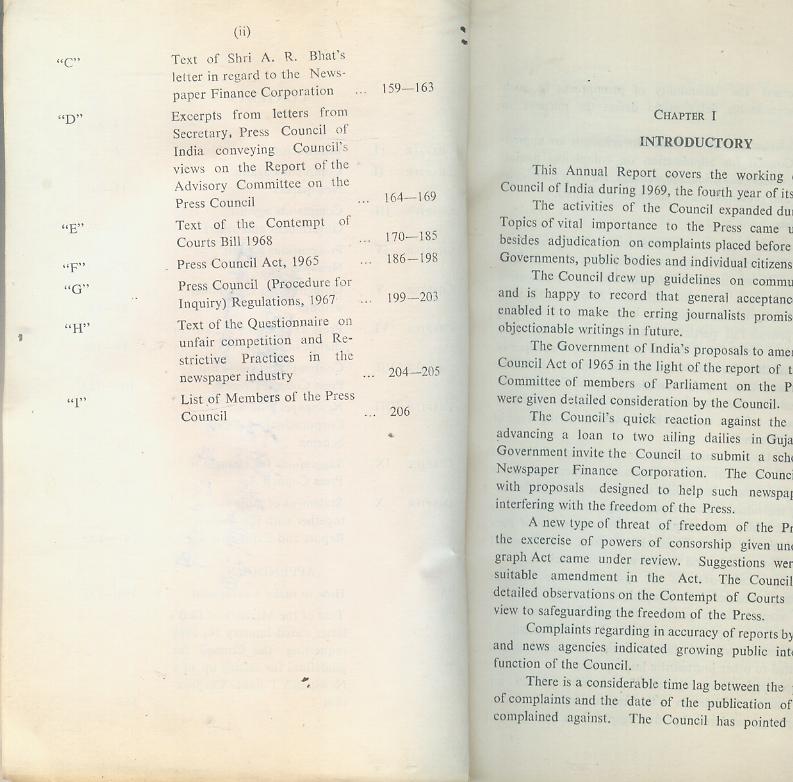 (ii)
“C” Text of Shri A. R. Bhat’s
letter in regard to the News-
paper Finance Corporation ... 159—163
“D” Excerpts from letters from
Secretary, Press Council of
India conveying Council’s
views on the Report of the
Advisory Committee on the
Press Council ... 164—169
“E” Text of the Contempt of
Courts Bill 1968 ... 170—185
“F” Press Council Act, 1965 ... 186—198
“G” Press Council (Procedure for
Inquiry) Regulations, 1967 ... 199—203
“H” Text of the Questionnaire on
unfair competition and Re-
strictive Practices in the
newspaper industry ... 204—205
“I” List of Members of the Press
Council ... 206
CHAPTER I
INTRODUCTORY
This Annual Report covers the working
Council of India during 1969, the fourth year of its
The activities of the Council expanded du
Topics of vital importance to the Press came u
besides adjudication on complaints placed before
Governments, public bodies and individual citizens
The Council drew up guidelines on commu
and is happy to record that general acceptance
enabled it to make the erring journalists promis
objectionable writings in future.
The Government of India’s proposals to ame
Council Act of 1965 in the light of the report of t
Committee of members of Parliament on the P
were given detailed consideration by the Council.
The Council’s quick reaction against the
advancing a loan to two ailing dailies in Guja
Government invite the Council to submit a sch
Newspaper Finance Corporation. The Counci
with proposals designed to help such newspap
interfering with the freedom of the Press.
A new type of threat of freedom of the Pr
the excercise of powers of consorship given und
graph Act came under review. Suggestions wer
suitable amendment in the Act. The Council
detailed observations on the Contempt of Courts
view to safeguarding the freedom of the Press.
Complaints regarding in accuracy of reports by
and news agencies indicated growing public inte
function of the Council.
There is a considerable time lag between the
of complaints and the date of the publication of
complained against. The Council has pointed